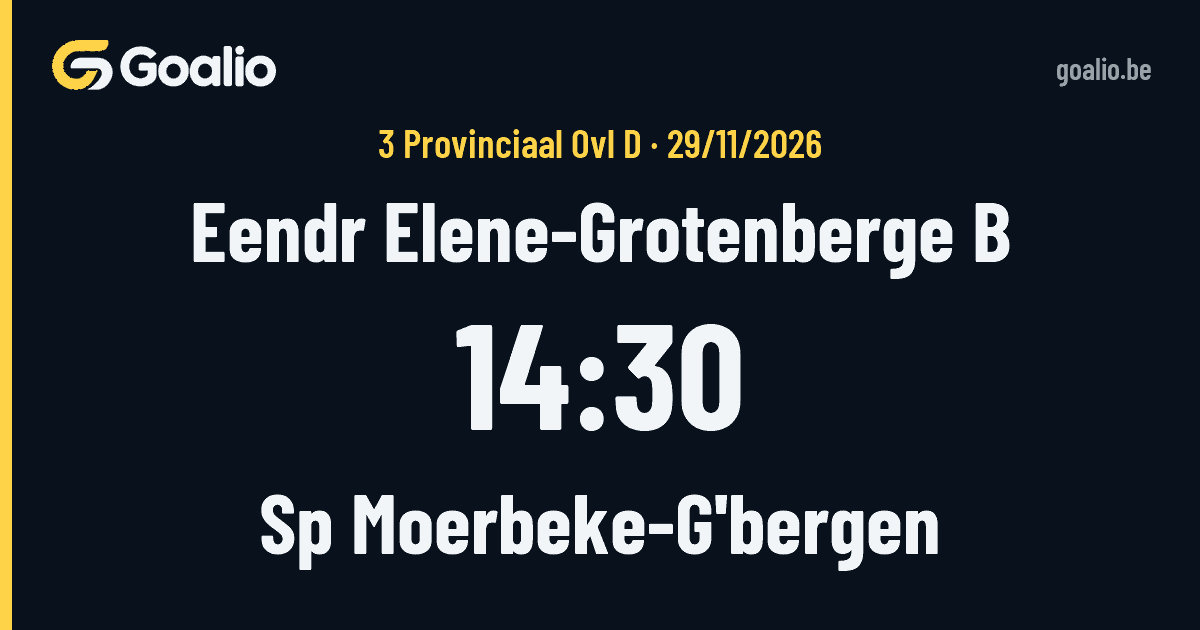 Goalio
goalio.be
3 Provinciaal Ovl D · 29/11/2026
Eendr Elene-Grotenberge B
14:30
Sp Moerbeke-G'bergen